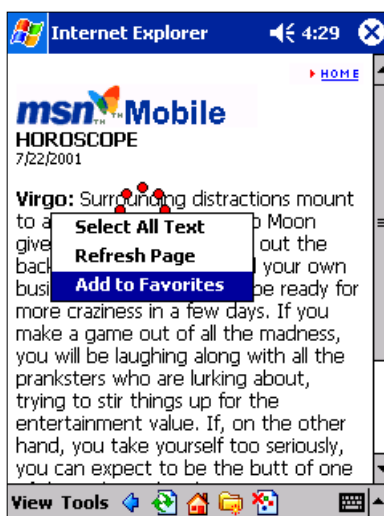 Internet Explorer 4:29
HOME
msn Mobile
HOROSCOPE
7/22/2001
Virgo: Surrounding distractions mount
to a Moon
give out the
back your own
busi be ready for
more craziness in a few days. If you
make a game out of all the madness,
you will be laughing along with all the
pranksters who are lurking about,
trying to stir things up for the
entertainment value. If, on the other
hand, you take yourself too seriously,
you can expect to be the butt of one
Select All Text
Refresh Page
Add to Favorites
View Tools